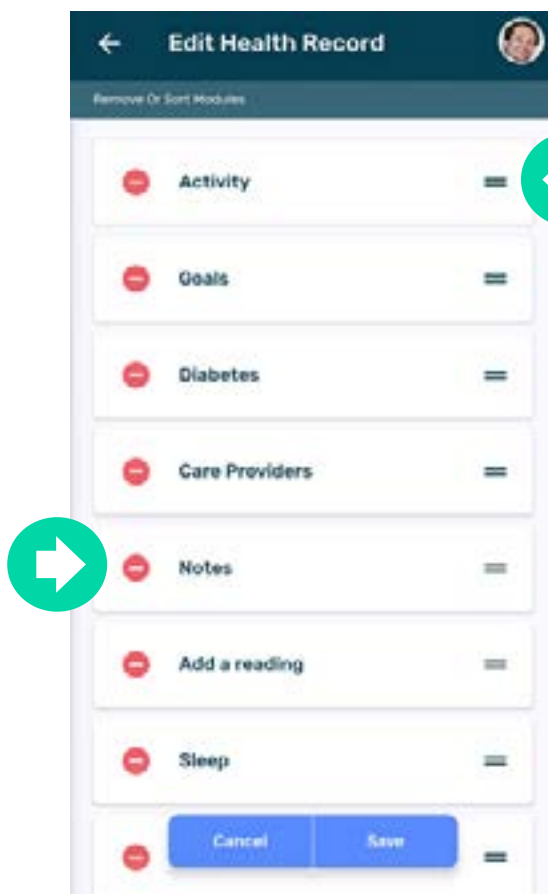 Edit Health Record
Remove Or Sort Modules
Activity
Goals
Diabetes
Care Providers
Notes
Add a reading
Sleep
Cancel
Save